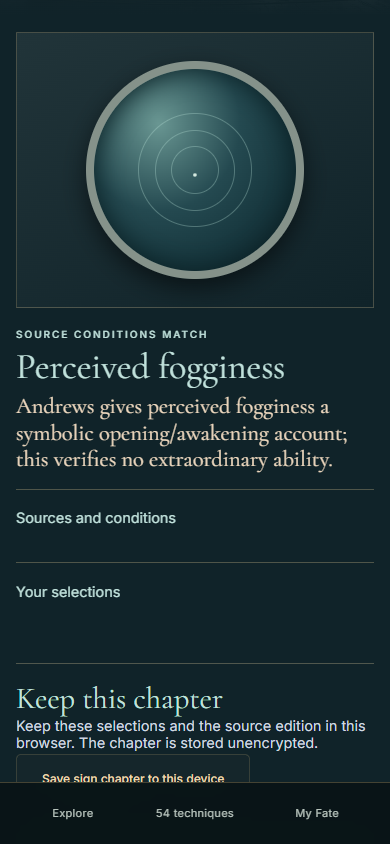 SOURCE CONDITIONS MATCH
Perceived fogginess
Andrews gives perceived fogginess a
symbolic opening/awakening account;
this verifies no extraordinary ability.
Sources and conditions
Your selections
Keep this chapter
Keep these selections and the source edition in this
browser. The chapter is stored unencrypted.
Save sign chapter to this device
Explore
54 techniques
My Fate